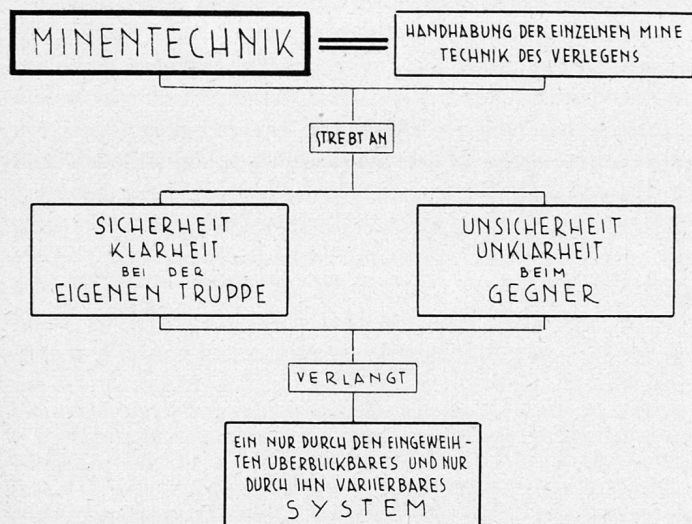 MINENTECHNIK
HANDHABUNG DER EINZELNEN MINE
TECHNIK DES VERLEGENS
STREBT AN
SICHERHEIT
KLARHEIT
BEI DER
EIGENEN TRUPPE
UNSICHERHEIT
UNKLARHEIT
BEIM
GEGNER
VERLANGT
EIN NUR DURCH DEN EINGEWEIH-
TEN ÜBERBLICKBARES UND NUR
DURCH IHN VARIIERBARES
SYSTEM